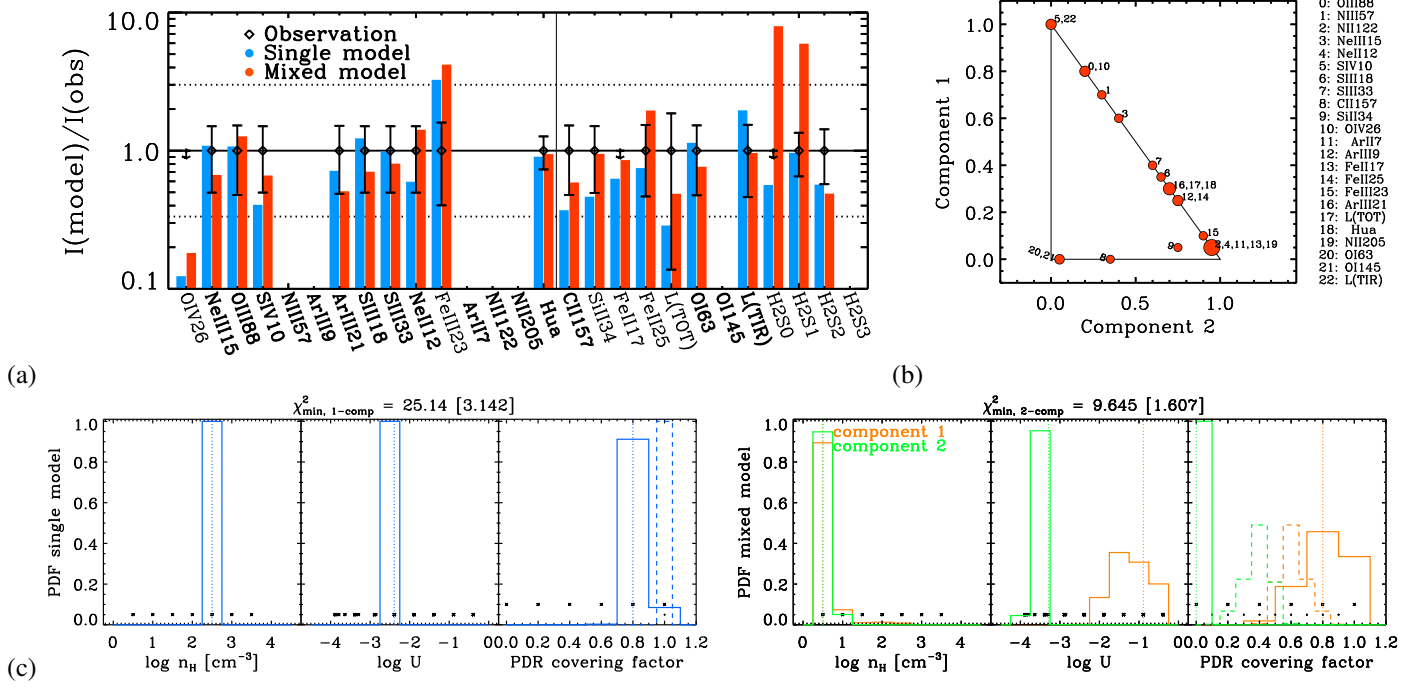 10.0
1.0
0.1
I(model)/I(obs)
Observation
Single model
Mixed model
OIV26
NeIII15
OIII88
SIV10
NIII57
ArIII9
ArIII21
SIII18
SIII33
NeII12
FeIII23
ArII7
NII122
NII205
Hua
CII157
SiII34
FeII17
FeII25
L(TOT)
OI63
OI145
L(TIR)
H2S0
H2S1
H2S2
H2S3
(a)
1.0
0.8
0.6
0.4
0.2
0.0
Component 1
5,22
0,10
1
3
7
6
16,17,18
12,14
15
2,4,11,13,19
9
8
20,21
0.0 0.5 1.0
Component 2
0: OIII88
1: NIII57
2: NII122
3: NeIII15
4: NeII12
5: SIV10
6: SIII18
7: SIII33
8: CII157
9: SiII34
10: OIV26
11: ArII7
12: ArIII9
13: FeII17
14: FeII25
15: FeIII23
16: ArIII21
17: L(TOT)
18: Hua
19: NII205
20: OI63
21: OI145
22: L(TIR)
(b)
χ²min, 1-comp = 25.14 [3.142]
PDF single model
1.0
0.8
0.6
0.4
0.2
0.0
0 1 2 3 4
log nH [cm⁻³]
−4 −3 −2 −1
log U
0.0 0.2 0.4 0.6 0.8 1.0 1.2
PDR covering factor
χ²min, 2-comp = 9.645 [1.607]
component 1
component 2
PDF mixed model
1.0
0.8
0.6
0.4
0.2
0.0
0 1 2 3 4
log nH [cm⁻³]
−4 −3 −2 −1
log U
0.0 0.2 0.4 0.6 0.8 1.0 1.2
PDR covering factor
(c)